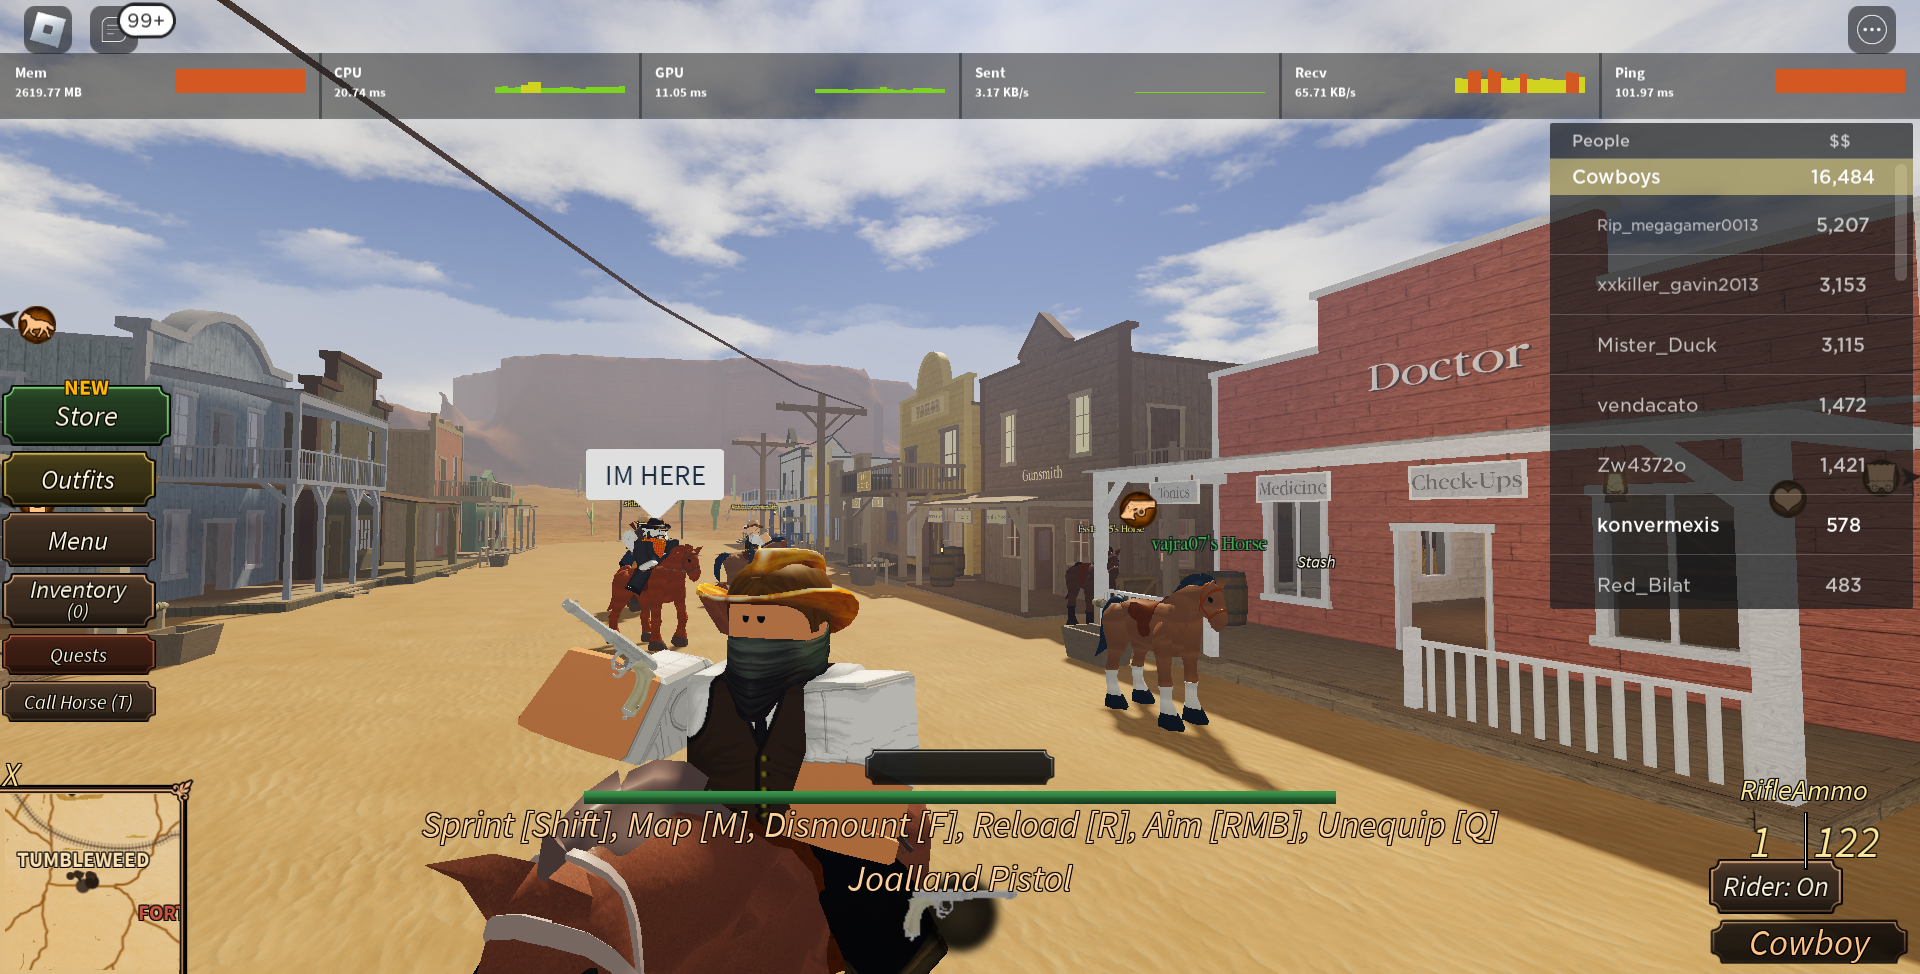 99+
Mem
2619.77 MB
CPU
20.74 ms
GPU
11.05 ms
Sent
3.17 KB/s
Recv
65.71 KB/s
Ping
101.97 ms
People $$
Cowboys 16,484
Rip_megagamer0013 5,207
xxkiller_gavin2013 3,153
Mister_Duck 3,115
vendacato 1,472
Zw4372o 1,421
konvermexis 578
Red_Bilat 483
Doctor
TAILOR
Gunsmith
Tonics
Medicine
Check-Ups
IM HERE
vajra07's Horse
Stash
NEW
Store
Outfits
Menu
Inventory
(0)
Quests
Call Horse (T)
X
TUMBLEWEED
FORT
Sprint [Shift], Map [M], Dismount [F], Reload [R], Aim [RMB], Unequip [Q]
Joalland Pistol
RifleAmmo
1 | 122
Rider: On
Cowboy